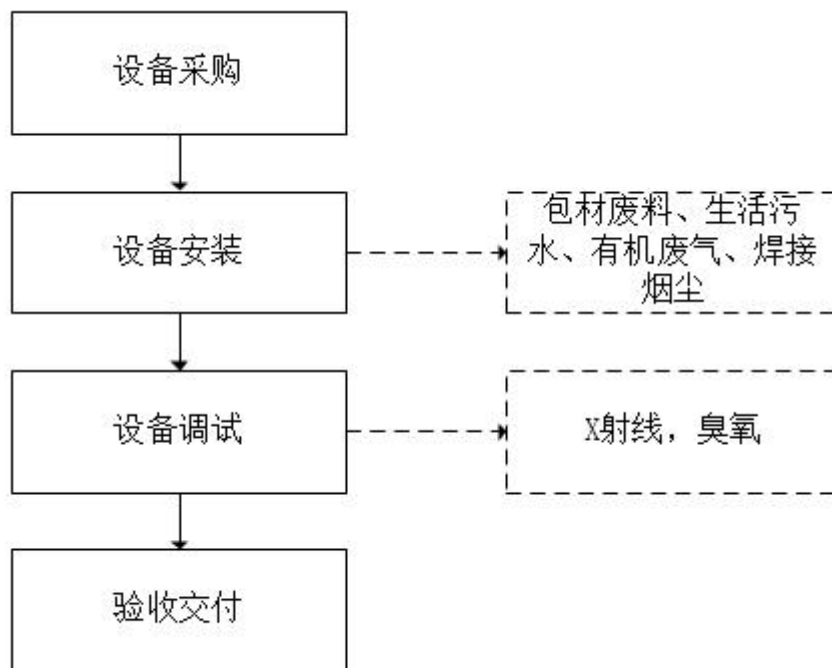 设备采购
设备安装
包材废料、生活污
水、有机废气、焊接
烟尘
设备调试
X射线，臭氧
验收交付